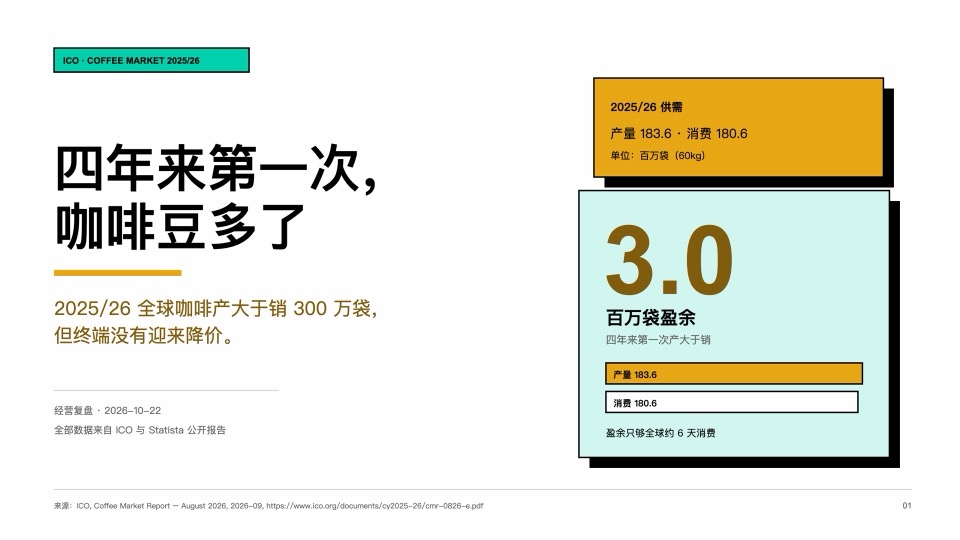 ICO · COFFEE MARKET 2025/26
四年来第一次，
咖啡豆多了
2025/26 全球咖啡产大于销 300 万袋，
但终端没有迎来降价。
经营复盘 · 2026-10-22
全部数据来自 ICO 与 Statista 公开报告
2025/26 供需
产量 183.6 · 消费 180.6
单位：百万袋（60kg）
3.0
百万袋盈余
四年来第一次产大于销
产量 183.6
消费 180.6
盈余只够全球约 6 天消费
来源：ICO, Coffee Market Report — August 2026, 2026-09, https://www.ico.org/documents/cy2025-26/cmr-0826-e.pdf
01